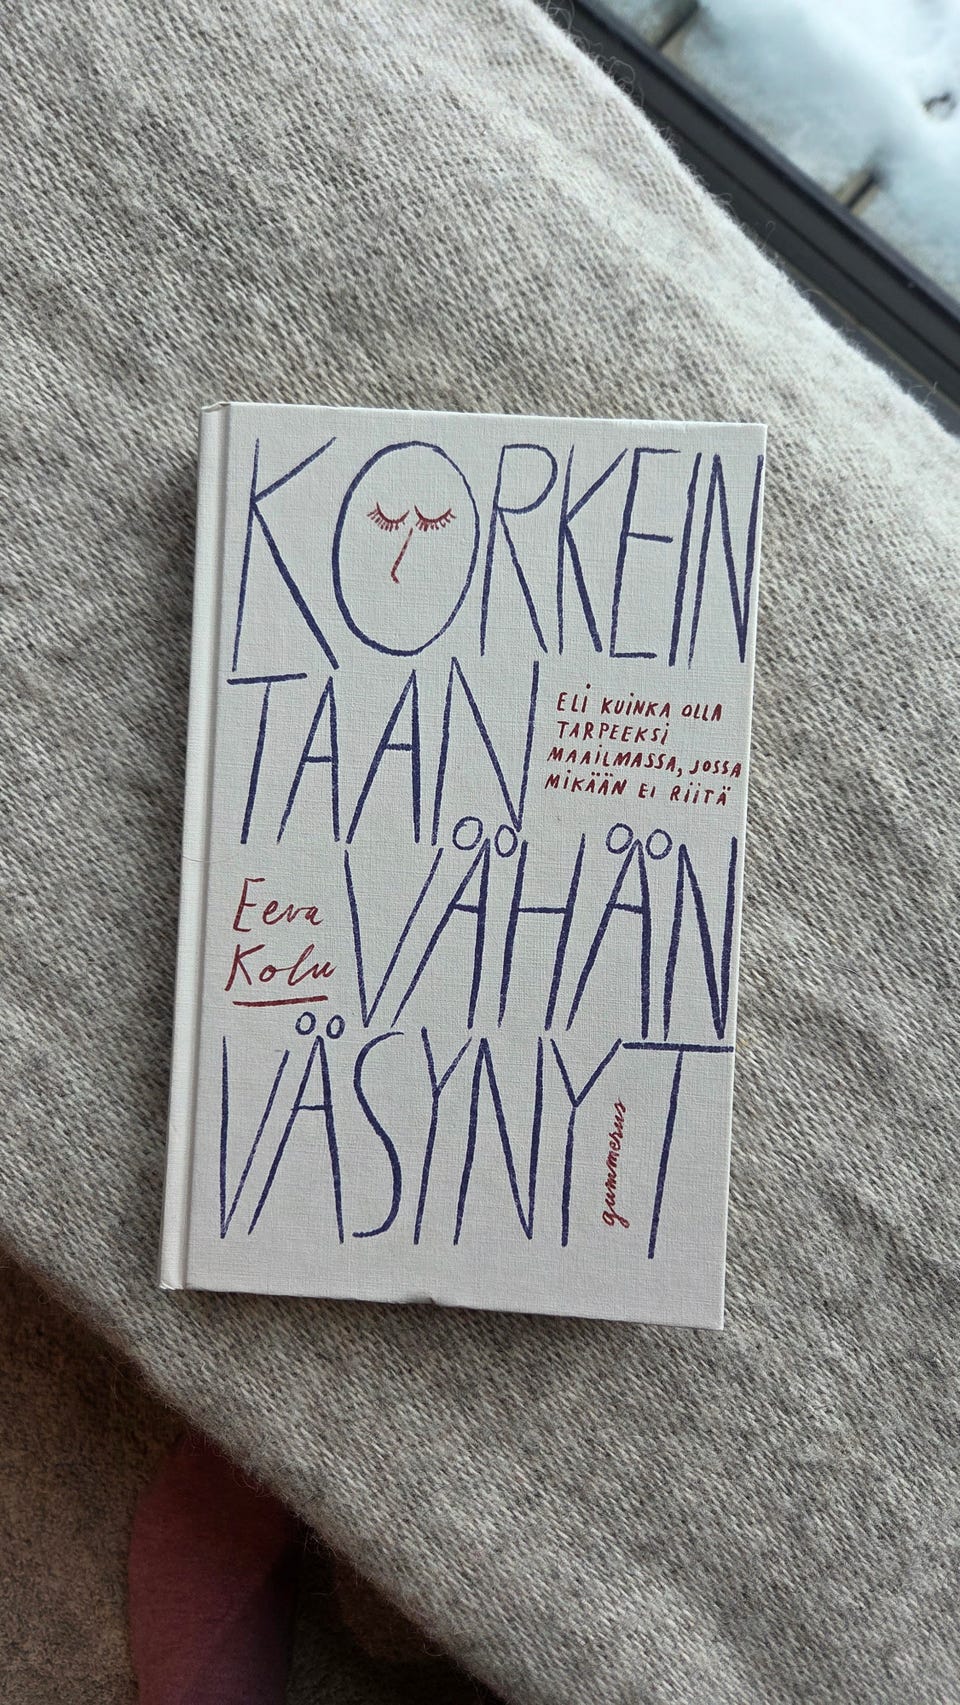 KORKEIN
TAAN
ELI KUINKA OLLA
TARPEEKSI
MAAILMASSA, JOSSA
MIKÄÄN EI RIITÄ
VÄHÄN
Eeva
Kolu
VÄSYNYT
gummerus